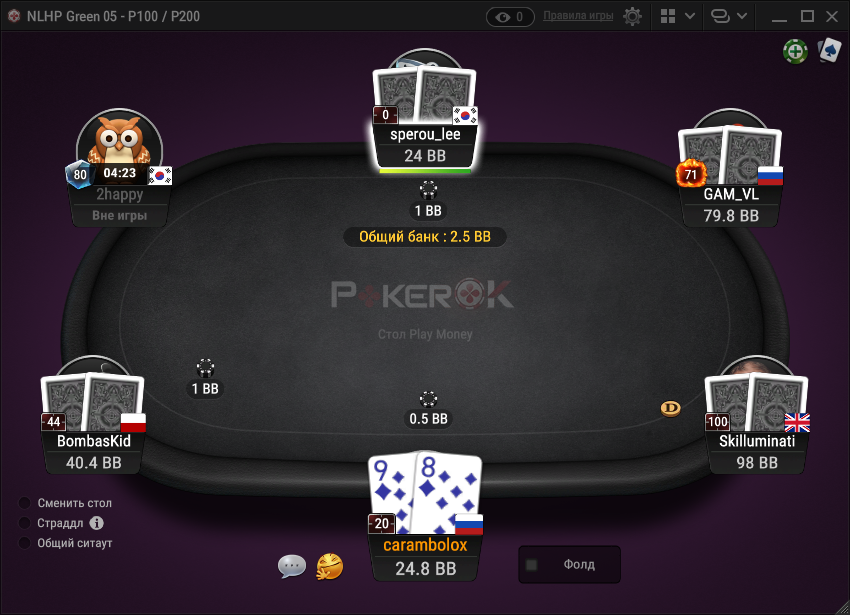 NLHP Green 05 - P100 / P200
0
Правила игры
0
sperou_lee
24 BB
80
04:23
2happy
Вне игры
71
GAM_VL
79.8 BB
1 BB
Общий банк : 2.5 BB
POKEROK
Стол Play Money
1 BB
0.5 BB
D
44
BombasKid
40.4 BB
100
Skilluminati
98 BB
9
8
20
carambolox
24.8 BB
Сменить стол
Страддл i
Общий ситаут
Фолд